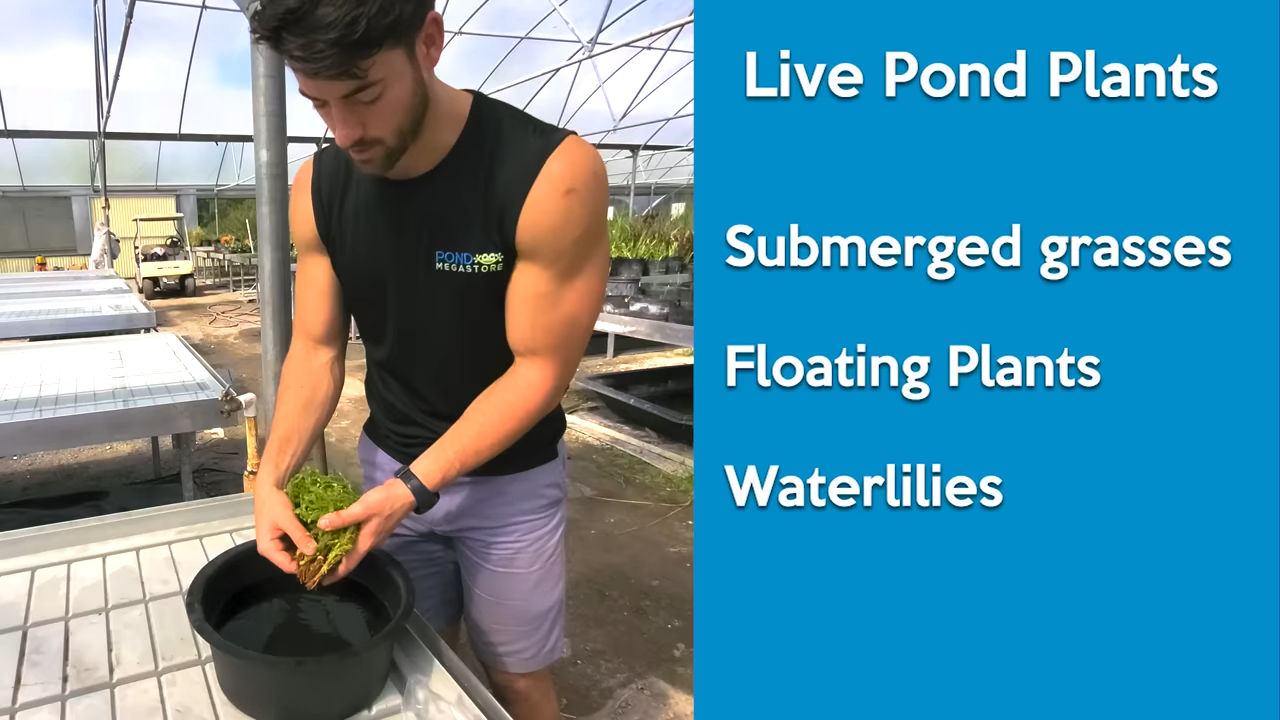 Live Pond Plants
POND
MEGASTORE
Submerged grasses
Floating Plants
Waterlilies